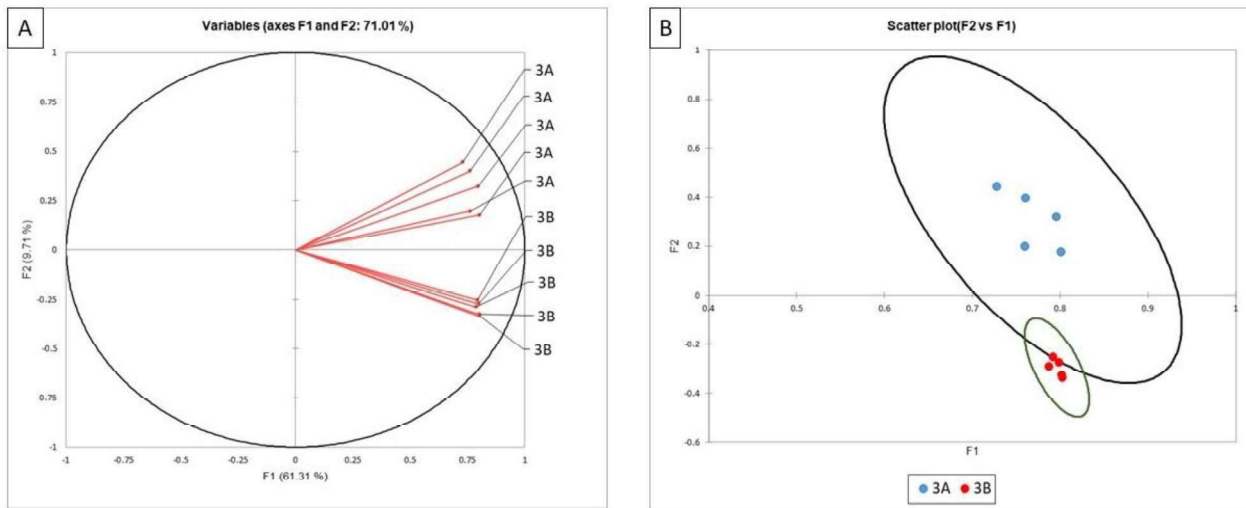 A
Variables (axes F1 and F2: 71.01 %)
1
0.75
0.5
0.25
0
-0.25
-0.5
0.75
-1
F2 (9.71 %)
3A
3A
3A
3A
3A
3B
3B
3B
3B
3B
-1 -0.75 -0.5 -0.25 0 0.25 0.5 0.75 1
F1 (61.31 %)
B
Scatter plot(F2 vs F1)
1
0.8
0.6
0.4
0.2
0
-0.2
-0.4
-0.6
F2
0.4 0.5 0.6 0.7 0.8 0.9 1
F1
3A 3B